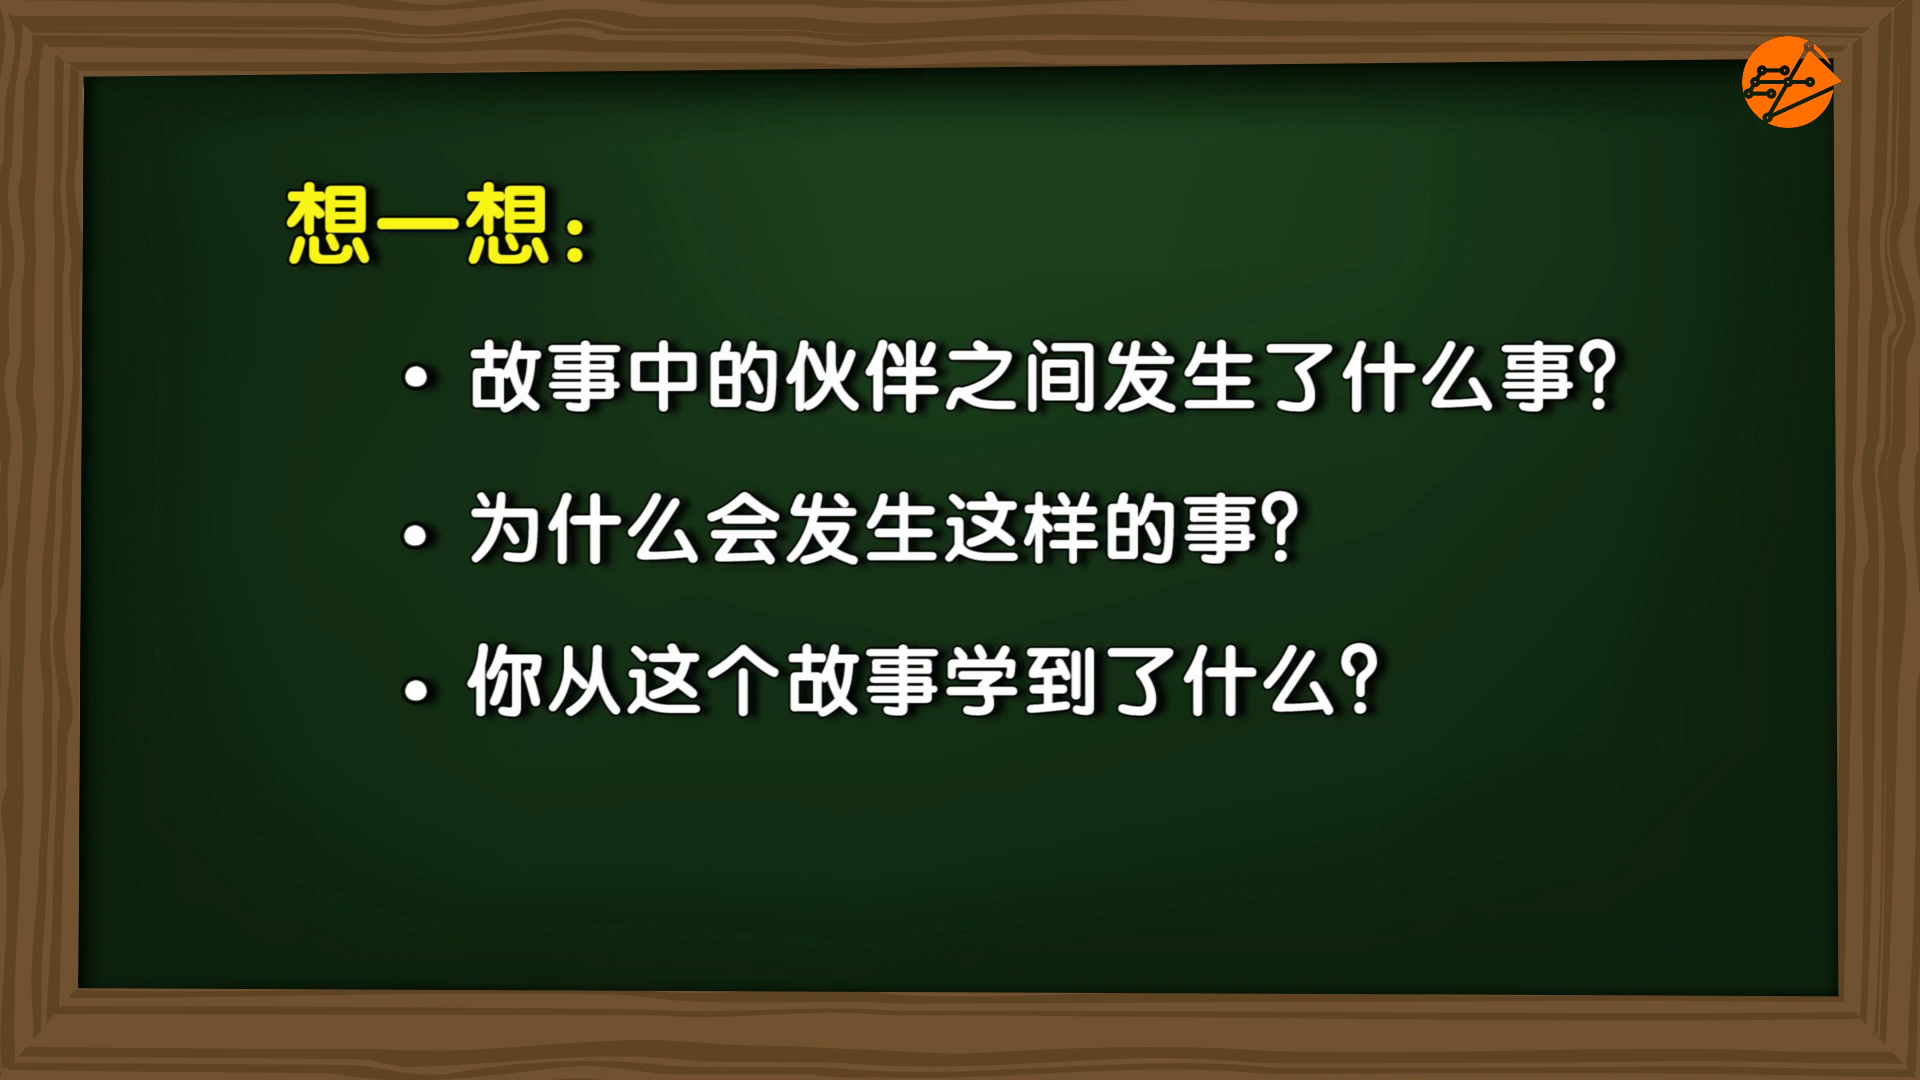 想一想：
• 故事中的伙伴之间发生了什么事？
• 为什么会发生这样的事？
• 你从这个故事学到了什么？